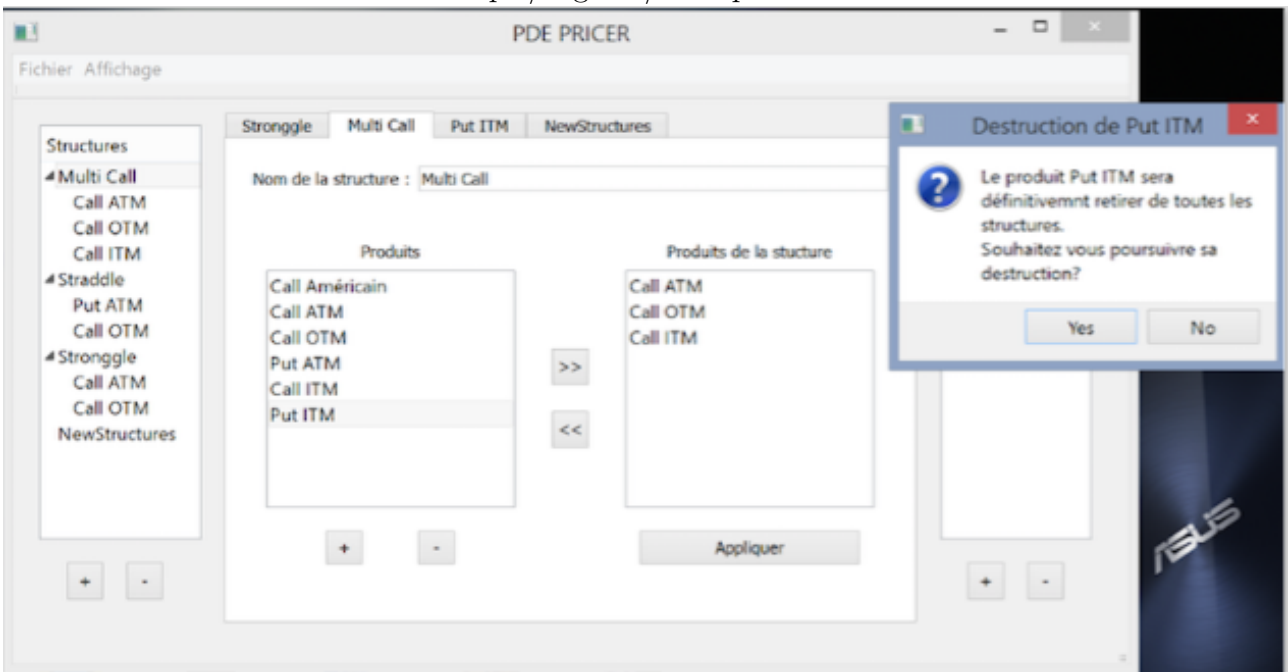 PDE PRICER
Fichier Affichage
Structures
Multi Call
Call ATM
Call OTM
Call ITM
Straddle
Put ATM
Call OTM
Stronggle
Call ATM
Call OTM
NewStructures
+ -
Stronggle Multi Call Put ITM NewStructures
Nom de la structure : Multi Call
Produits
Call Américain
Call ATM
Call OTM
Put ATM
Call ITM
Put ITM
>>
<<
Produits de la stucture
Call ATM
Call OTM
Call ITM
+ -
Appliquer
+ -
Destruction de Put ITM
Le produit Put ITM sera
définitivemnt retirer de toutes les
structures.
Souhaitez vous poursuivre sa
destruction?
Yes No
ASUS